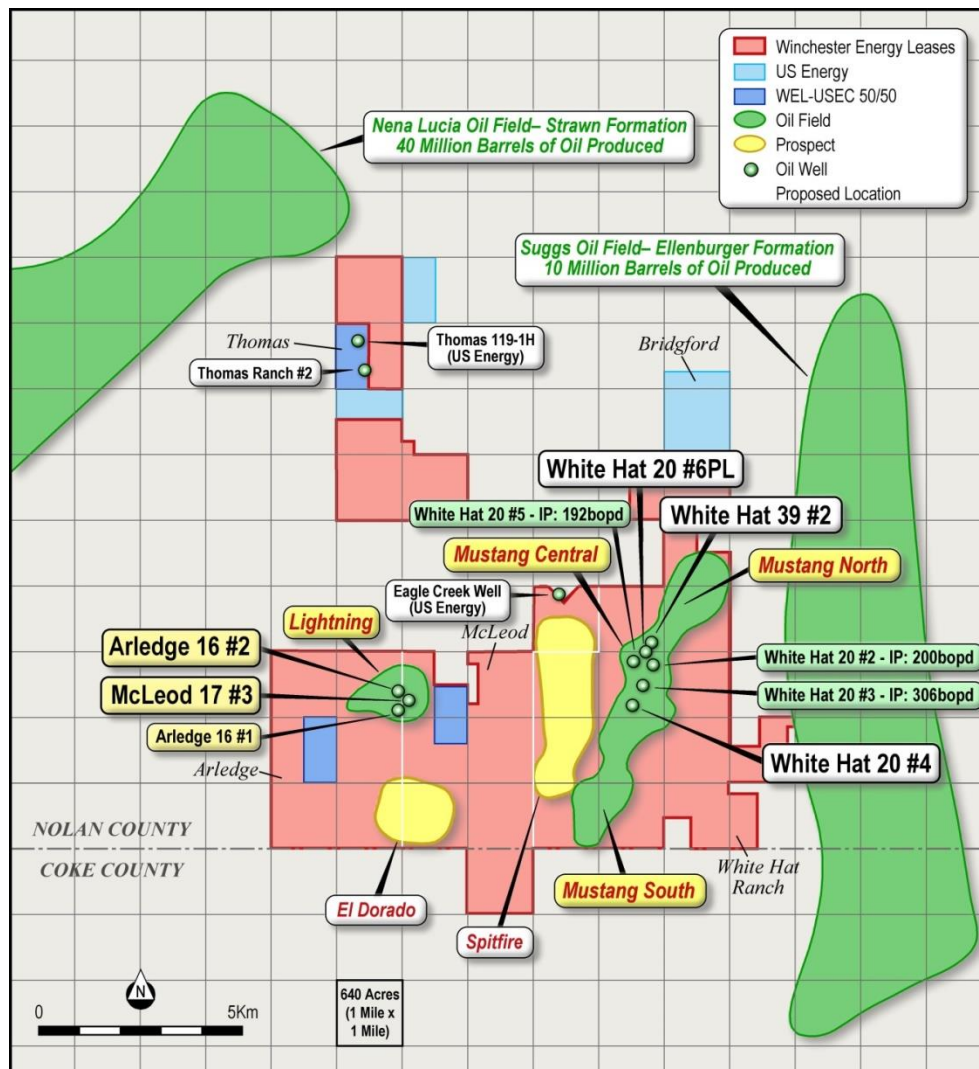 Winchester Energy Leases
US Energy
WEL-USEC 50/50
Oil Field
Prospect
Oil Well
Proposed Location
Nena Lucia Oil Field– Strawn Formation
40 Million Barrels of Oil Produced
Suggs Oil Field– Ellenburger Formation
10 Million Barrels of Oil Produced
Thomas
Thomas 119-1H
(US Energy)
Thomas Ranch #2
Bridgford
White Hat 20 #6PL
White Hat 20 #5 - IP: 192bopd
White Hat 39 #2
Mustang Central
Mustang North
Eagle Creek Well
(US Energy)
McLeod
Lightning
Arledge 16 #2
McLeod 17 #3
Arledge 16 #1
Arledge
White Hat 20 #2 - IP: 200bopd
White Hat 20 #3 - IP: 306bopd
White Hat 20 #4
NOLAN COUNTY
COKE COUNTY
White Hat
Ranch
El Dorado
Spitfire
Mustang South
N
0
5Km
640 Acres
(1 Mile x
1 Mile)